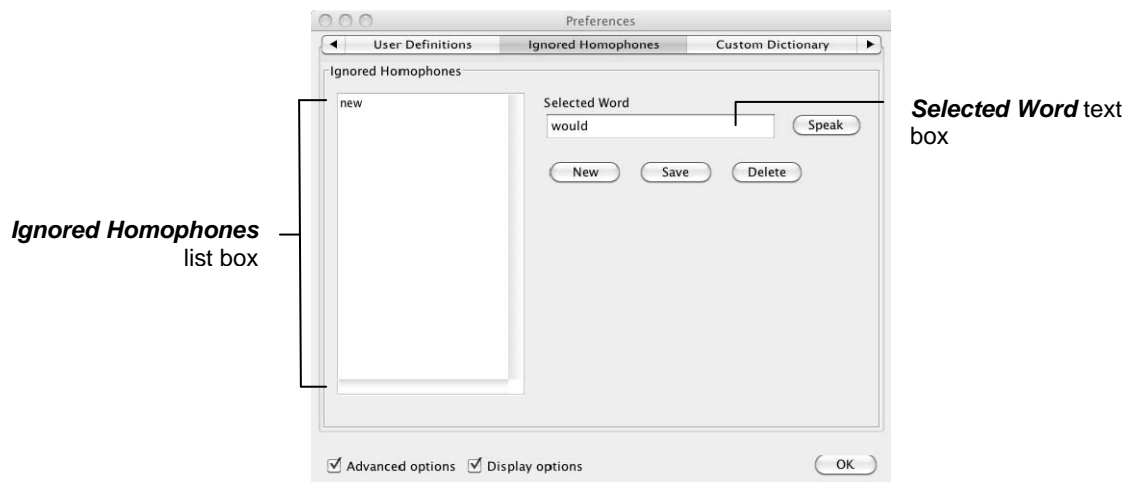 Preferences
User Definitions Ignored Homophones Custom Dictionary
Ignored Homophones
new
Selected Word
would Speak
New Save Delete
Selected Word text
box
Ignored Homophones
list box
Advanced options Display options OK